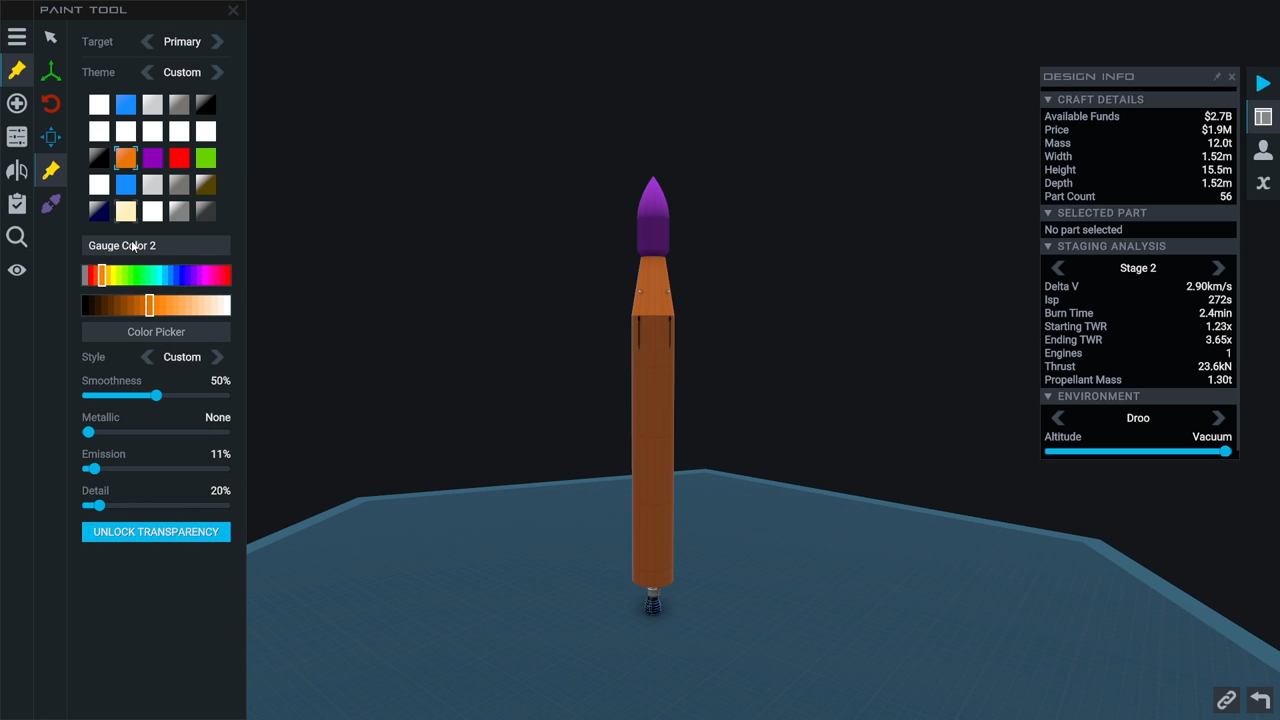 PAINT TOOL
Target Primary
Theme Custom
Gauge Color 2
Color Picker
Style Custom
Smoothness 50%
Metallic None
Emission 11%
Detail 20%
UNLOCK TRANSPARENCY
DESIGN INFO
CRAFT DETAILS
Available Funds $2.7B
Price $1.9M
Mass 12.0t
Width 1.52m
Height 15.5m
Depth 1.52m
Part Count 56
SELECTED PART
No part selected
STAGING ANALYSIS
Stage 2
Delta V 2.90km/s
Isp 272s
Burn Time 2.4min
Starting TWR 1.23x
Ending TWR 3.65x
Engines 1
Thrust 23.6kN
Propellant Mass 1.30t
ENVIRONMENT
Droo
Altitude Vacuum